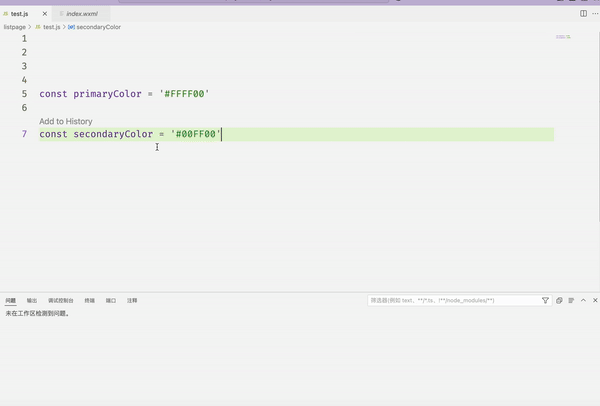 test.js
index.wxml
listpage > test.js > secondaryColor
1
2
3
4
5 const primaryColor = '#FFFF00'
6
Add to History
7 const secondaryColor = '#00FF00'
问题 输出 调试控制台 终端 端口 注释
筛选器(例如 text、**/*.ts、!**/node_modules/**)
未在工作区检测到问题。